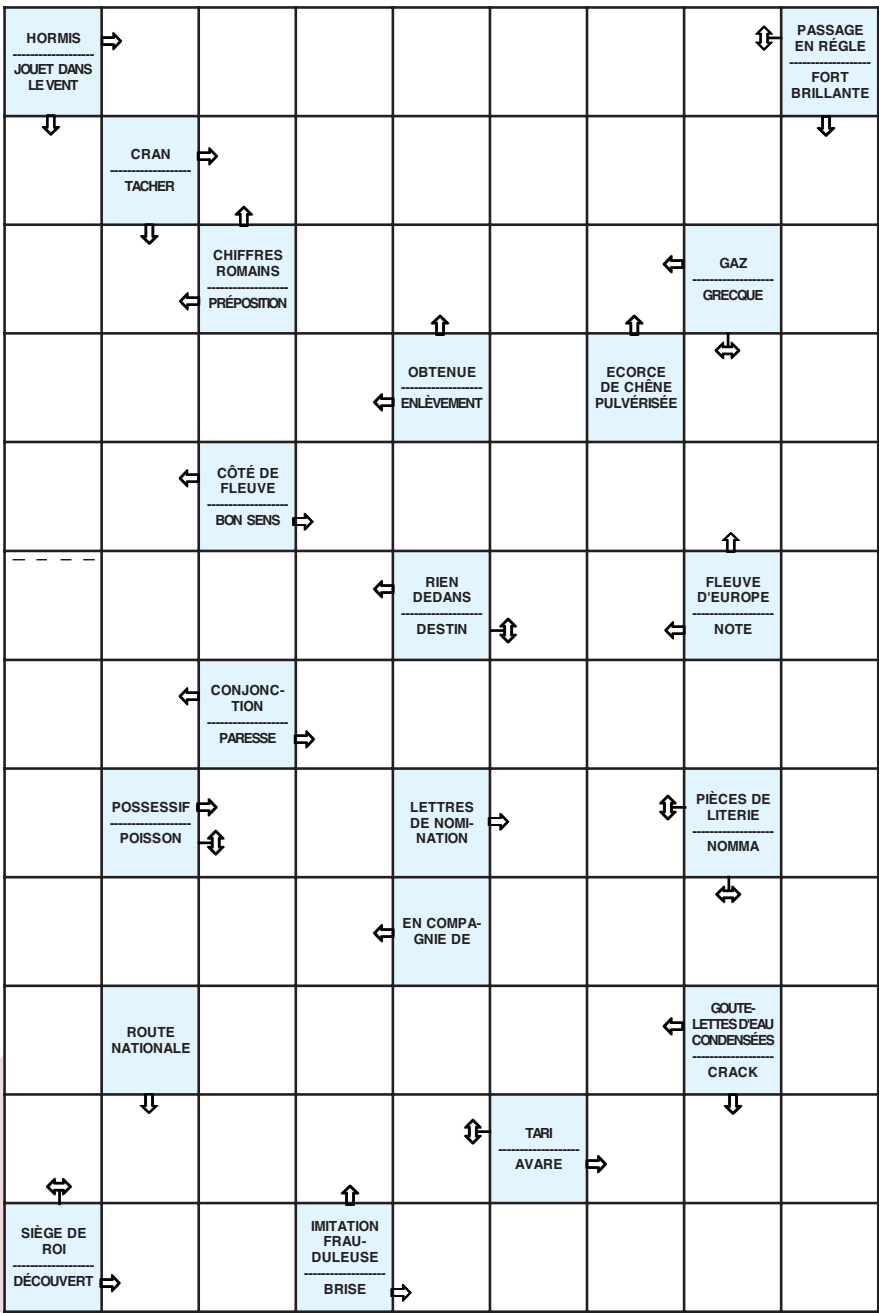 HORMIS
JOUET DANS
LE VENT
PASSAGE
EN RÉGLE
FORT
BRILLANTE
CRAN
TACHER
CHIFFRES
ROMAINS
PRÉPOSITION
GAZ
GRECQUE
OBTENUE
ENLÈVEMENT
ECORCE
DE CHÊNE
PULVÉRISÉE
CÔTÉ DE
FLEUVE
BON SENS
RIEN
DEDANS
DESTIN
FLEUVE
D'EUROPE
NOTE
CONJONC-
TION
PARESSE
POSSESSIF
POISSON
LETTRES
DE NOMI-
NATION
PIÈCES DE
LITERIE
NOMMA
EN COMPA-
GNIE DE
ROUTE
NATIONALE
GOUTE-
LETTES D'EAU
CONDENSÉES
CRACK
TARI
AVARE
SIÈGE DE
ROI
DÉCOUVERT
IMITATION
FRAU-
DULEUSE
BRISE